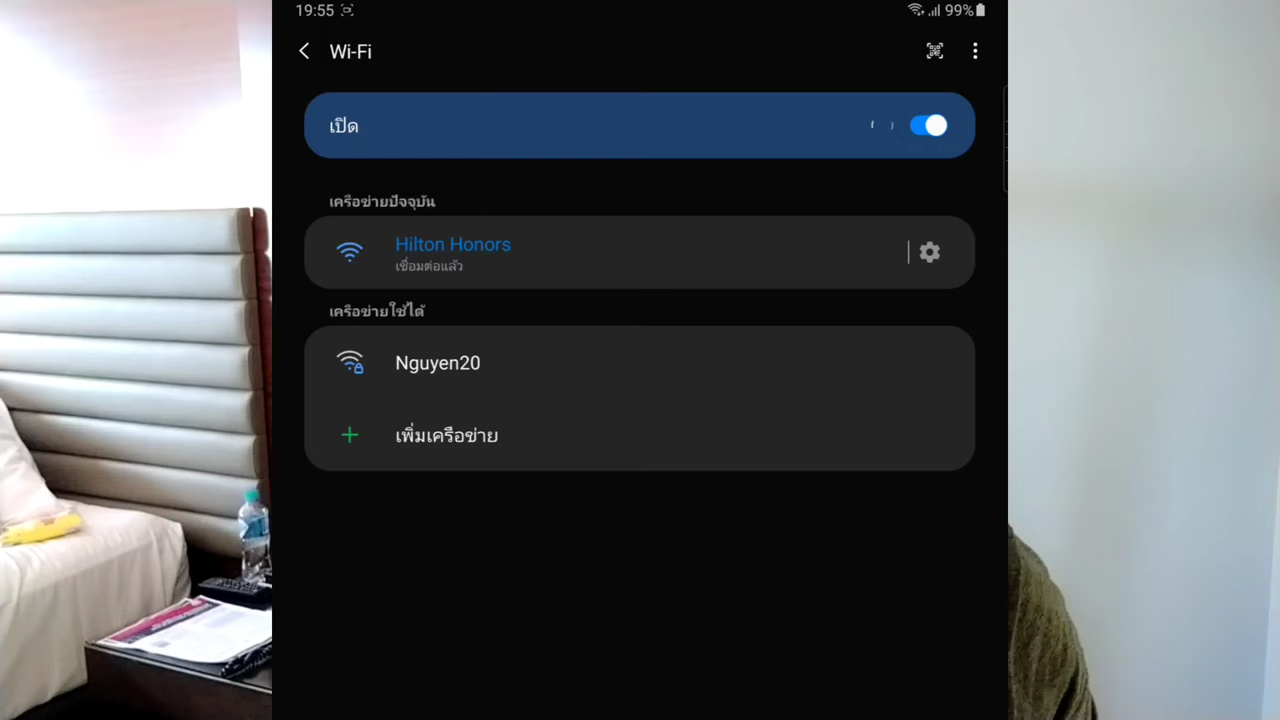 19:55
99%
Wi-Fi
เปิด
เครือข่ายปัจจุบัน
Hilton Honors
เชื่อมต่อแล้ว
เครือข่ายใช้ได้
Nguyen20
เพิ่มเครือข่าย